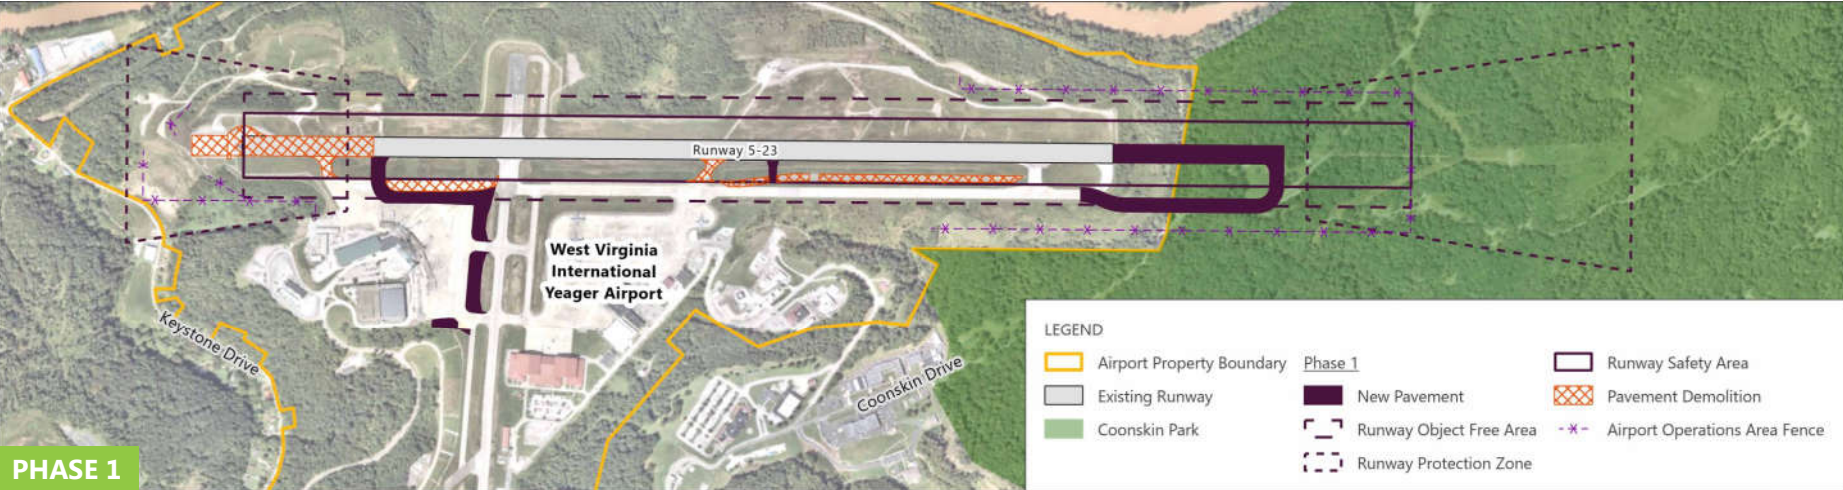 Runway 5-23
West Virginia
International
Yeager Airport
Keystone Drive
Coonskin Drive
PHASE 1
LEGEND
Airport Property Boundary
Existing Runway
Coonskin Park
Phase 1
New Pavement
Runway Object Free Area
Runway Protection Zone
Runway Safety Area
Pavement Demolition
Airport Operations Area Fence